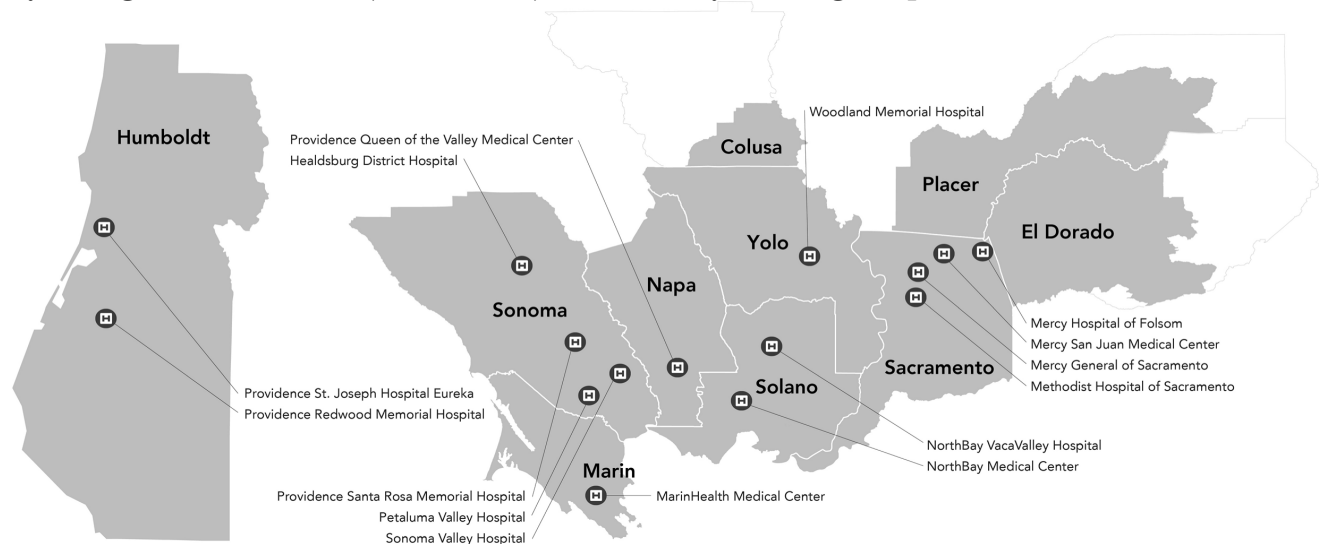 Humboldt
Providence Queen of the Valley Medical Center
Healdsburg District Hospital
Woodland Memorial Hospital
Colusa
Placer
El Dorado
Yolo
Napa
Sonoma
Sacramento
Solano
Mercy Hospital of Folsom
Mercy San Juan Medical Center
Mercy General of Sacramento
Methodist Hospital of Sacramento
Providence St. Joseph Hospital Eureka
Providence Redwood Memorial Hospital
NorthBay VacaValley Hospital
NorthBay Medical Center
Marin
MarinHealth Medical Center
Providence Santa Rosa Memorial Hospital
Petaluma Valley Hospital
Sonoma Valley Hospital